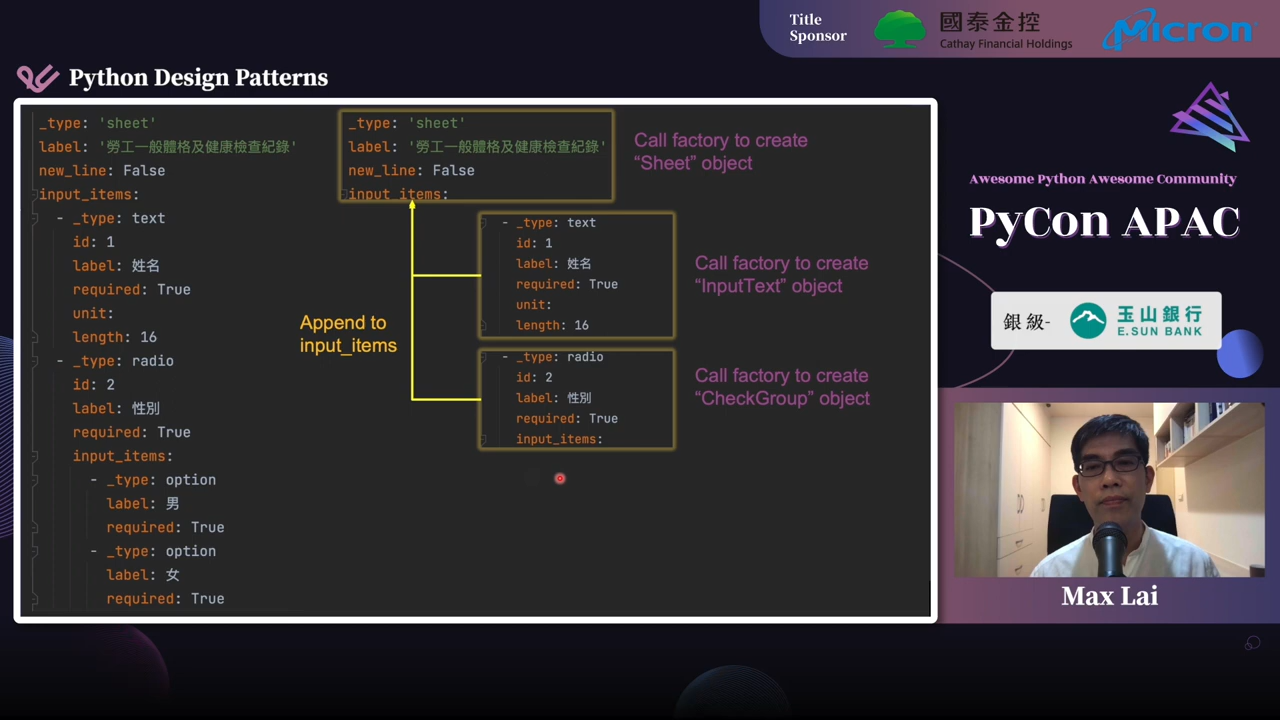 Title
Sponsor
國泰金控
Cathay Financial Holdings
Micron
Python Design Patterns
_type: 'sheet'
label: '勞工一般體格及健康檢查紀錄'
new_line: False
input_items:
- _type: text
id: 1
label: 姓名
required: True
unit:
length: 16
- _type: radio
id: 2
label: 性別
required: True
input_items:
- _type: option
label: 男
required: True
- _type: option
label: 女
required: True
_type: 'sheet'
label: '勞工一般體格及健康檢查紀錄'
new_line: False
input_items:
Call factory to create
“Sheet” object
- _type: text
id: 1
label: 姓名
required: True
unit:
length: 16
Call factory to create
“InputText” object
Append to
input_items
- _type: radio
id: 2
label: 性別
required: True
input_items:
Call factory to create
“CheckGroup” object
Awesome Python Awesome Community
PyCon APAC
銀級-
玉山銀行
E.SUN BANK
Max Lai